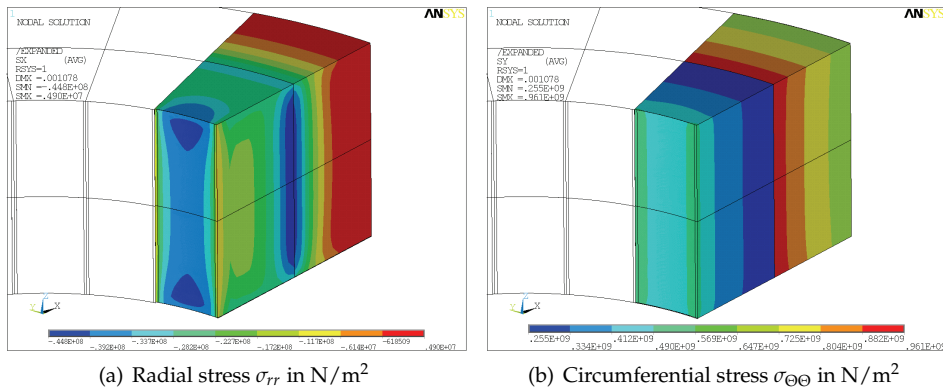 1
NODAL SOLUTION
/EXPANDED
SX (AVG)
RSYS=1
DMX =.001078
SMN =-.448E+08
SMX =.490E+07
ANSYS
Z
Y X
-.448E+08 -.337E+08 -.227E+08 -.117E+08 -618509
-.392E+08 -.282E+08 -.172E+08 -.614E+07 .490E+07
(a) Radial stress σrr in N/m²
1
NODAL SOLUTION
/EXPANDED
SY (AVG)
RSYS=1
DMX =.001078
SMN =.255E+09
SMX =.961E+09
ANSYS
Z
Y X
.255E+09 .412E+09 .569E+09 .725E+09 .882E+09
.334E+09 .490E+09 .647E+09 .804E+09 .961E+09
(b) Circumferential stress σΘΘ in N/m²